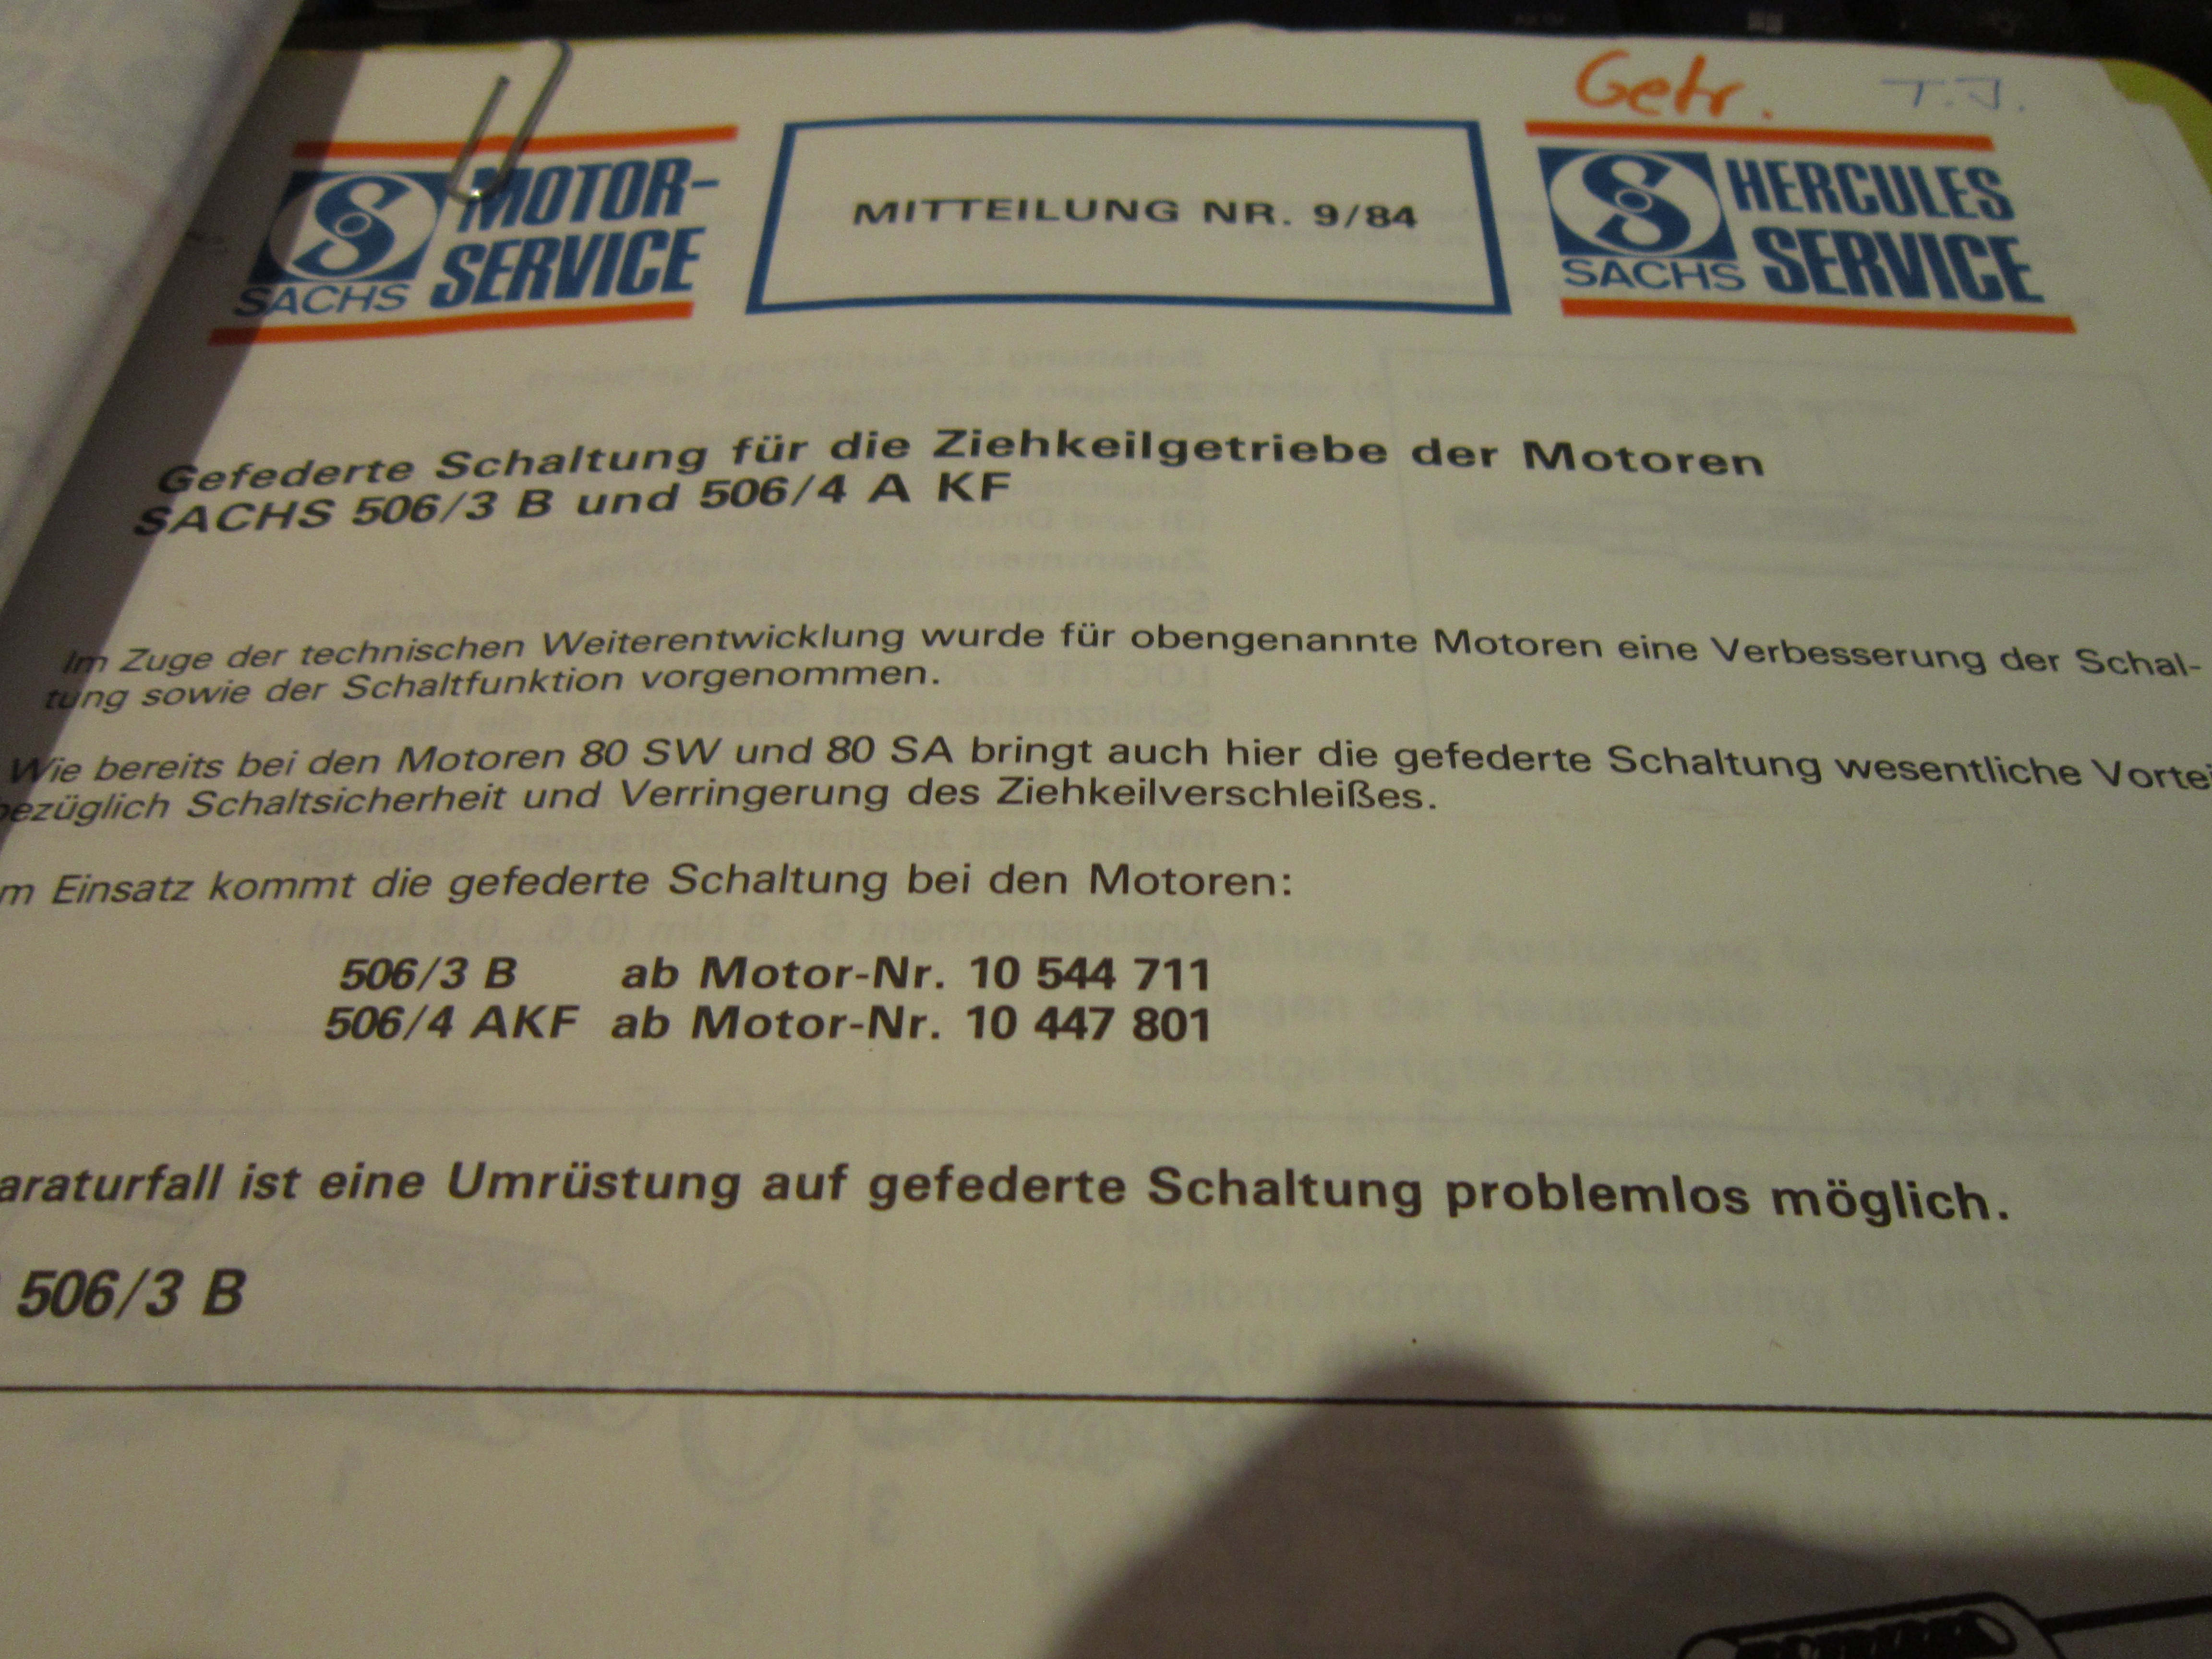 Getr. T.J.
SACHS MOTOR-SERVICE
MITTEILUNG NR. 9/84
SACHS HERCULES SERVICE
Gefederte Schaltung für die Ziehkeilgetriebe der Motoren
SACHS 506/3 B und 506/4 A KF
Im Zuge der technischen Weiterentwicklung wurde für obengenannte Motoren eine Verbesserung der Schal-
tung sowie der Schaltfunktion vorgenommen.
Wie bereits bei den Motoren 80 SW und 80 SA bringt auch hier die gefederte Schaltung wesentliche Vortei
bezüglich Schaltsicherheit und Verringerung des Ziehkeilverschleißes.
m Einsatz kommt die gefederte Schaltung bei den Motoren:
506/3 B ab Motor-Nr. 10 544 711
506/4 AKF ab Motor-Nr. 10 447 801
araturfall ist eine Umrüstung auf gefederte Schaltung problemlos möglich.
506/3 B